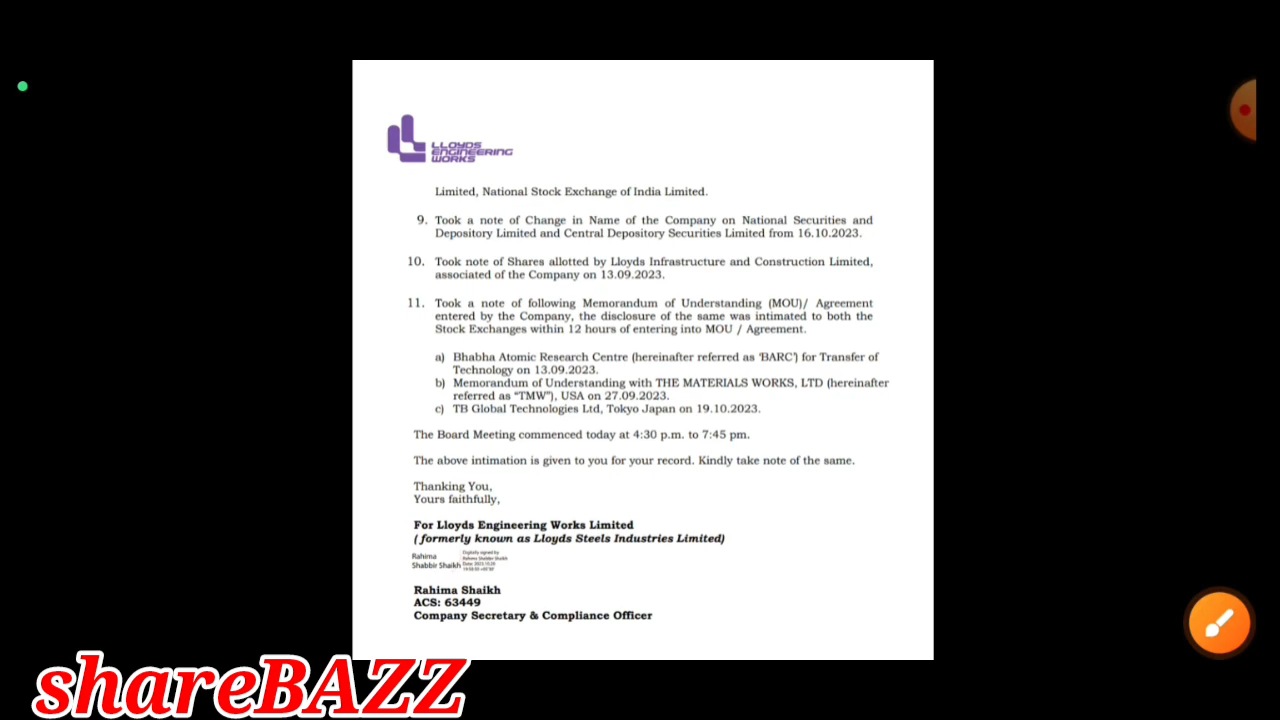 LLOYDS
ENGINEERING
WORKS
Limited, National Stock Exchange of India Limited.
9. Took a note of Change in Name of the Company on National Securities and
Depository Limited and Central Depository Securities Limited from 16.10.2023.
10. Took note of Shares allotted by Lloyds Infrastructure and Construction Limited,
associated of the Company on 13.09.2023.
11. Took a note of following Memorandum of Understanding (MOU)/ Agreement
entered by the Company, the disclosure of the same was intimated to both the
Stock Exchanges within 12 hours of entering into MOU / Agreement.
a) Bhabha Atomic Research Centre (hereinafter referred as 'BARC') for Transfer of
Technology on 13.09.2023.
b) Memorandum of Understanding with THE MATERIALS WORKS, LTD (hereinafter
referred as "TMW"), USA on 27.09.2023.
c) TB Global Technologies Ltd, Tokyo Japan on 19.10.2023.
The Board Meeting commenced today at 4:30 p.m. to 7:45 pm.
The above intimation is given to you for your record. Kindly take note of the same.
Thanking You,
Yours faithfully,
For Lloyds Engineering Works Limited
(formerly known as Lloyds Steels Industries Limited)
Rahima
Shabbir Shaikh
Digitally signed by
Rahima Shabbir Shaikh
Rahima Shaikh
ACS: 63449
Company Secretary & Compliance Officer
shareBAZZ